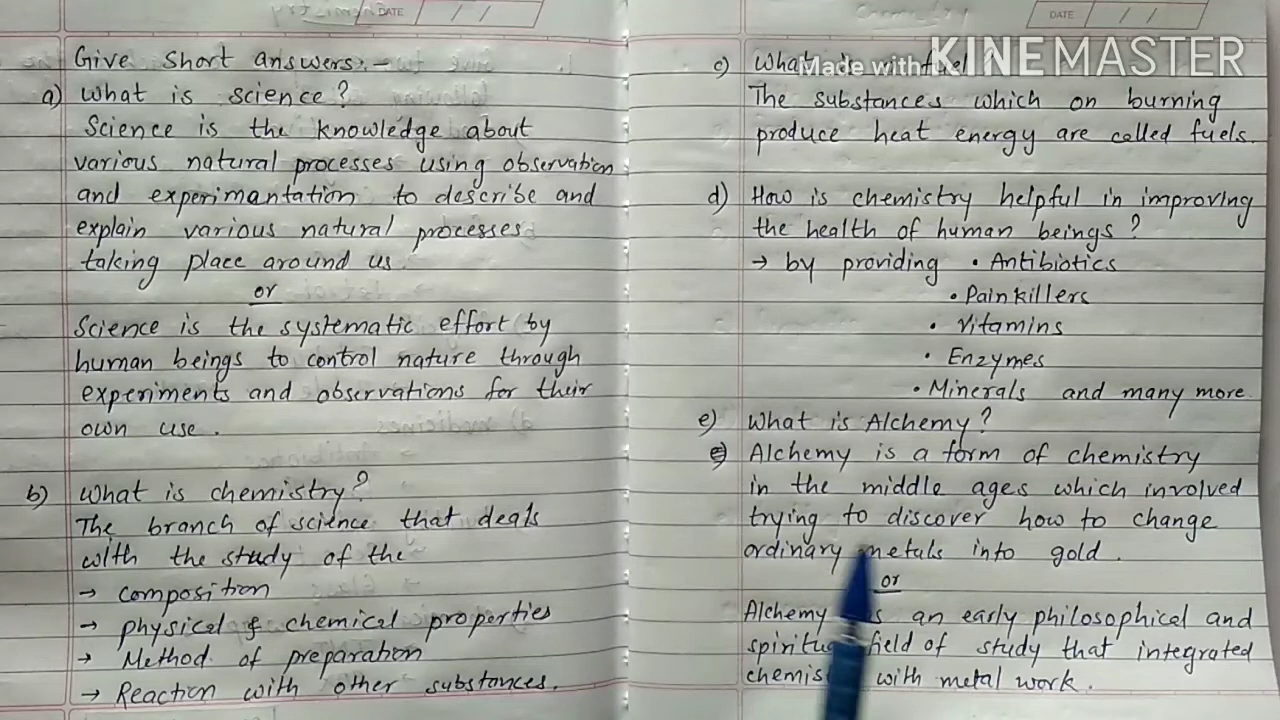 DATE / /
Give short answers:-
a) What is science?
Science is the knowledge about
various natural processes using observation
and experimantation to describe and
explain various natural processes
taking place around us.
or
Science is the systematic effort by
human beings to control nature through
experiments and observations for their
own use.
b) What is chemistry?
The branch of science that deals
with the study of the
→ composition
→ physical & chemical properties
→ Method of preparation
→ Reaction with other substances.
DATE / /
Made with KINEMASTER
c) What is fuel?
The substances which on burning
produce heat energy are called fuels.
d) How is chemistry helpful in improving
the health of human beings?
→ by providing • Antibiotics
• Painkillers
• Vitamins
• Enzymes
• Minerals and many more.
e) What is Alchemy?
Alchemy is a form of chemistry
in the middle ages which involved
trying to discover how to change
ordinary metals into gold.
or
Alchemy is an early philosophical and
field of study that integrated
with metal work.